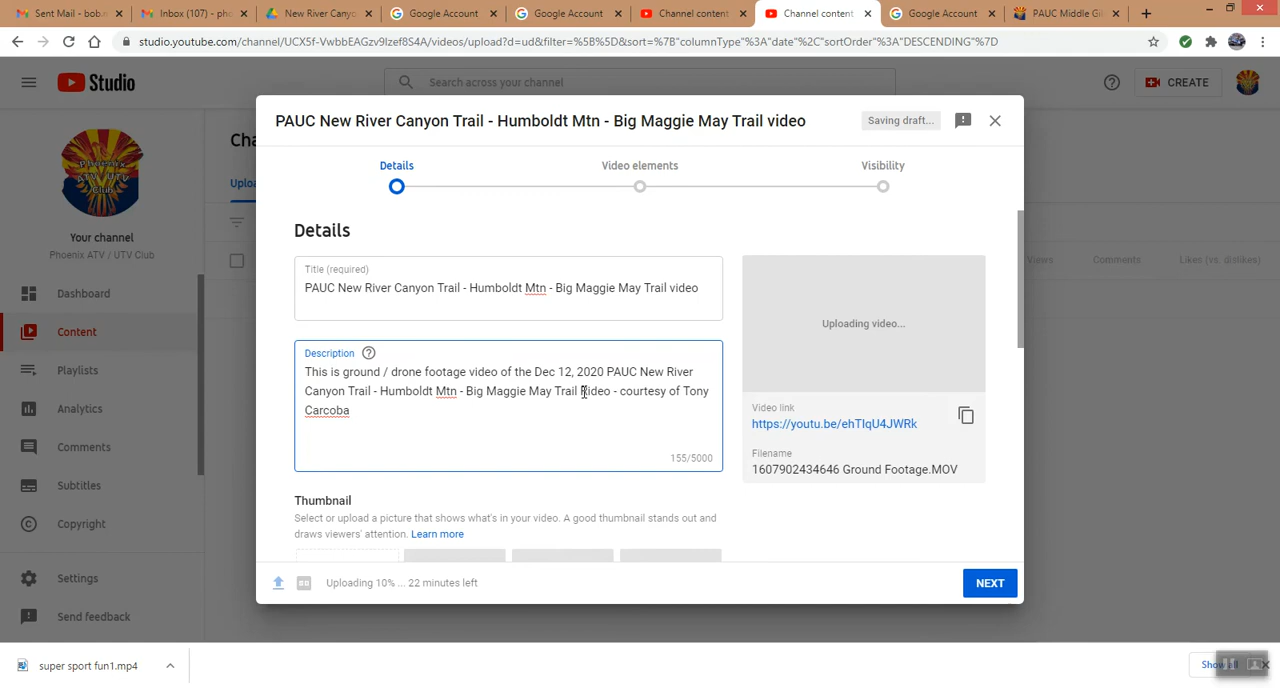 Sent Mail - bob.n
Inbox (107) - pho
New River Canyo
Google Account
Google Account
Channel content
Channel content
Google Account
PAUC Middle Gi
studio.youtube.com/channel/UCX5f-VwbbEAGzv9Izef8S4A/videos/upload?d=ud&filter=%5B%5D&sort=%7B"columnType"%3A"date"%2C"sortOrder"%3A"DESCENDING"%7D
Studio
Search across your channel
CREATE
PAUC New River Canyon Trail - Humboldt Mtn - Big Maggie May Trail video
Saving draft...
Cha
Uploa
Details
Video elements
Visibility
Your channel
Phoenix ATV / UTV Club
Views
Comments
Likes (vs. dislikes)
Dashboard
Content
Playlists
Analytics
Comments
Subtitles
Copyright
Settings
Send feedback
Details
Title (required)
PAUC New River Canyon Trail - Humboldt Mtn - Big Maggie May Trail video
Description
This is ground / drone footage video of the Dec 12, 2020 PAUC New River
Canyon Trail - Humboldt Mtn - Big Maggie May Trail Rideo - courtesy of Tony
Carcoba
155/5000
Uploading video...
Video link
https://youtu.be/ehTIqU4JWRk
Filename
1607902434646 Ground Footage.MOV
Thumbnail
Select or upload a picture that shows what's in your video. A good thumbnail stands out and
draws viewers' attention. Learn more
Uploading 10% ... 22 minutes left
NEXT
super sport fun1.mp4
Show all